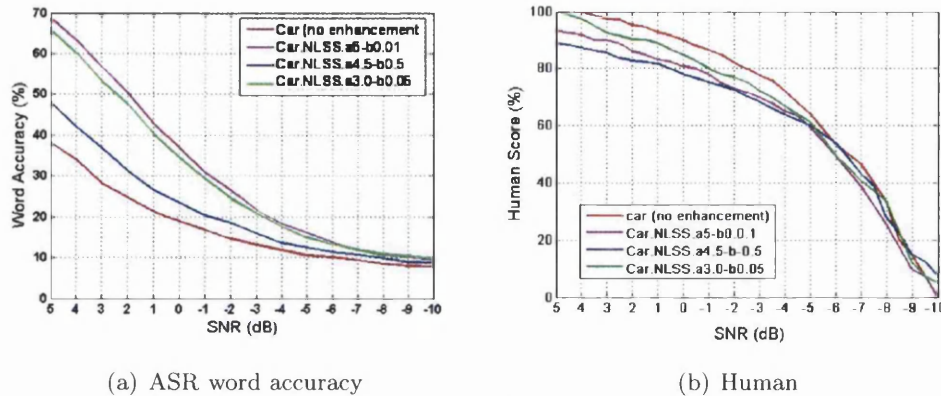 70
60
50
40
30
20
10
0
Word Accuracy (%)
Car (no enhancement
Car.NLSS.a5-b0.01
Car.NLSS.a4.5-b0.5
Car.NLSS.a3.0-b0.05
5 4 3 2 1 0 -1 -2 -3 -4 -5 -6 -7 -8 -9 -10
SNR (dB)
(a) ASR word accuracy
100
80
60
40
20
0
Human Score (%)
car (no enhancement)
Car.NLSS.a5-b0.0.1
Car.NLSS.a4.5-b-0.5
Car.NLSS.a3.0-b0.05
5 4 3 2 1 0 -1 -2 -3 -4 -5 -6 -7 -8 -9 -10
SNR (dB)
(b) Human